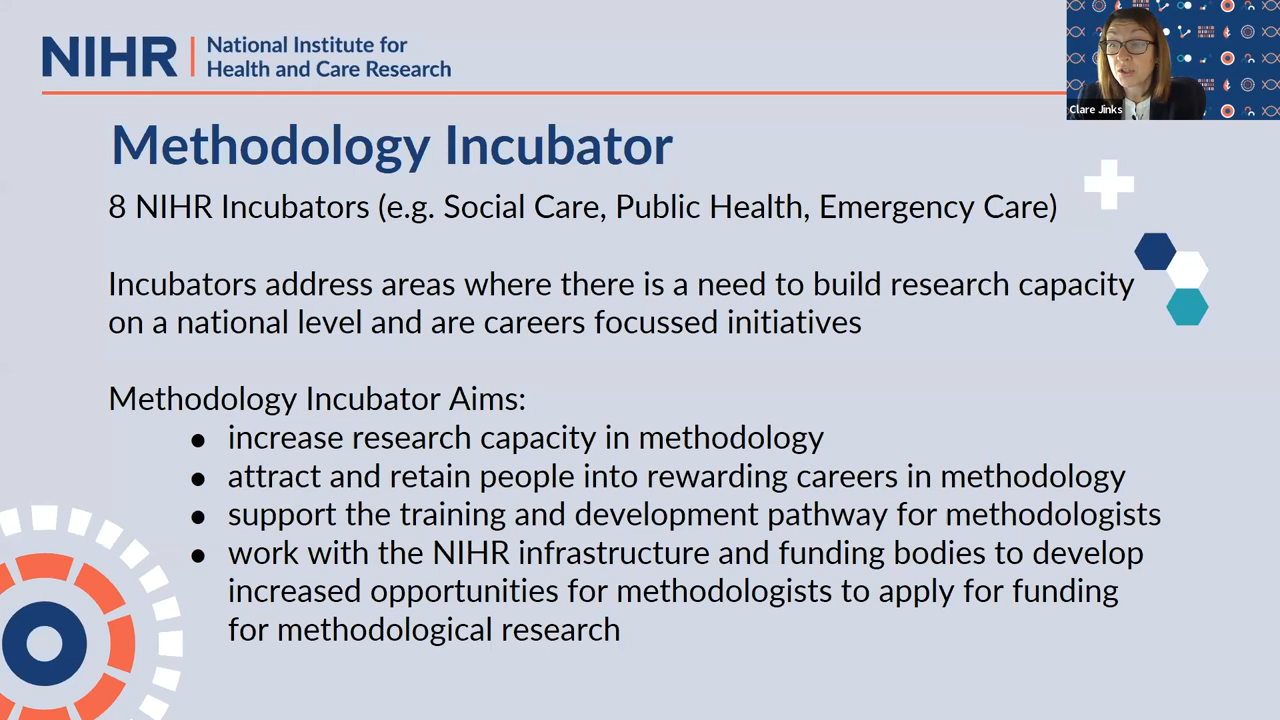 NIHR | National Institute for
Health and Care Research
Clare Jinks
Methodology Incubator
8 NIHR Incubators (e.g. Social Care, Public Health, Emergency Care)
Incubators address areas where there is a need to build research capacity
on a national level and are careers focussed initiatives
Methodology Incubator Aims:
● increase research capacity in methodology
● attract and retain people into rewarding careers in methodology
● support the training and development pathway for methodologists
● work with the NIHR infrastructure and funding bodies to develop
increased opportunities for methodologists to apply for funding
for methodological research